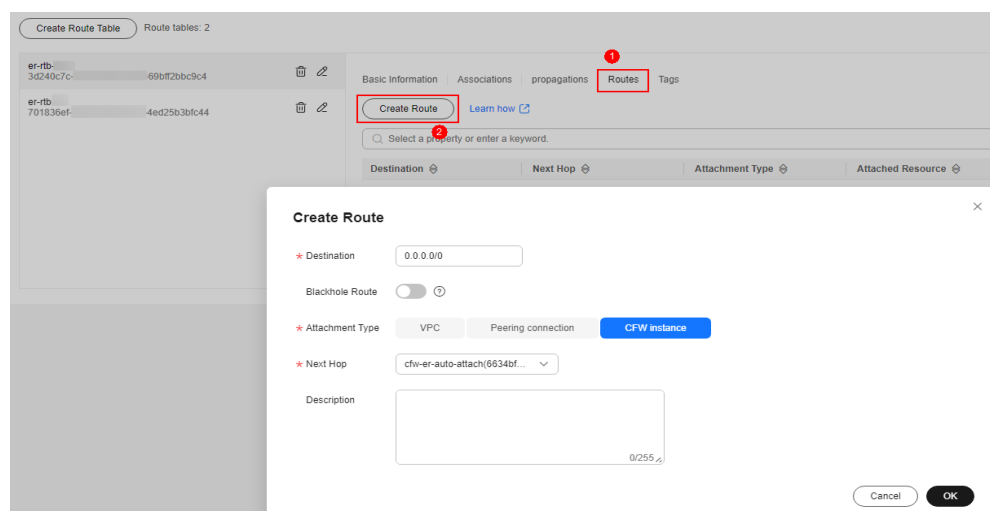 Create Route Table Route tables: 2
er-rtb-
3d240c7c- -69bff2bbc9c4
er-rtb
701836ef- -4ed25b3bfc44
1
Basic Information Associations propagations Routes Tags
Create Route Learn how
2
Select a property or enter a keyword.
Destination Next Hop Attachment Type Attached Resource
Create Route
* Destination 0.0.0.0/0
Blackhole Route
* Attachment Type VPC Peering connection CFW instance
* Next Hop cfw-er-auto-attach(6634bf...
Description
0/255
Cancel OK